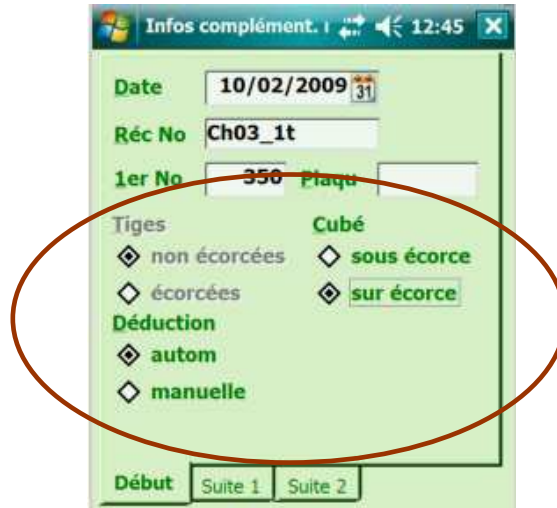 Infos complément. 12:45
Date 10/02/2009 31
Réc No Ch03_1t
1er No 350 Plaqu
Tiges Cubé
non écorcées sous écorce
écorcées sur écorce
Déduction
autom
manuelle
Début Suite 1 Suite 2